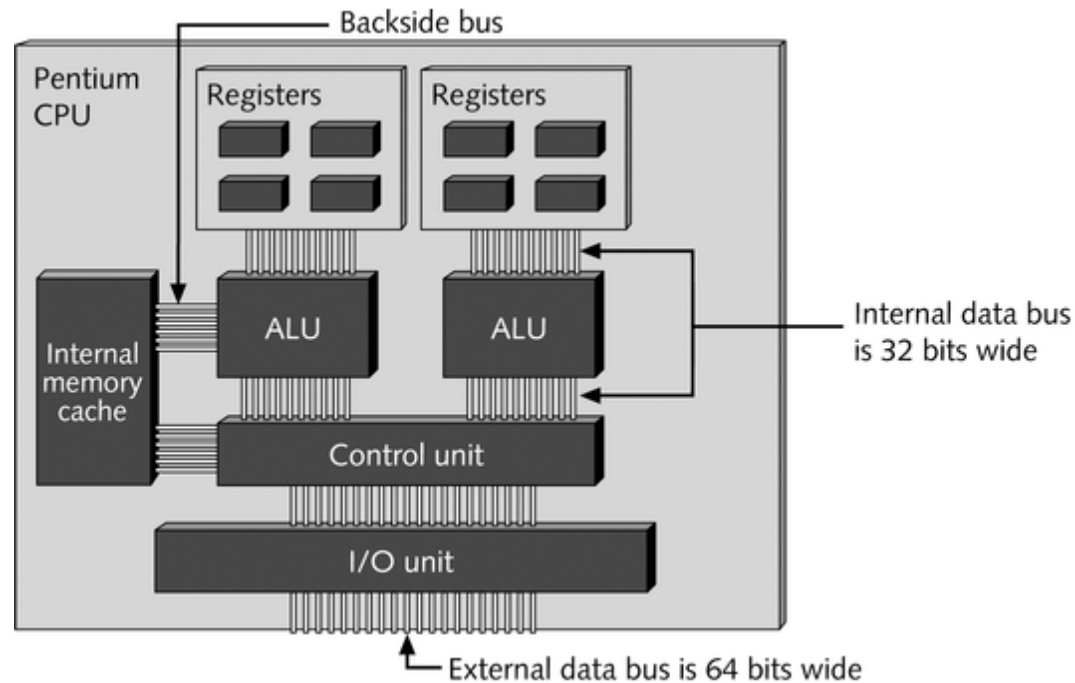 Backside bus
Pentium
CPU
Registers
Registers
ALU
ALU
Internal data bus
is 32 bits wide
Internal
memory
cache
Control unit
I/O unit
External data bus is 64 bits wide